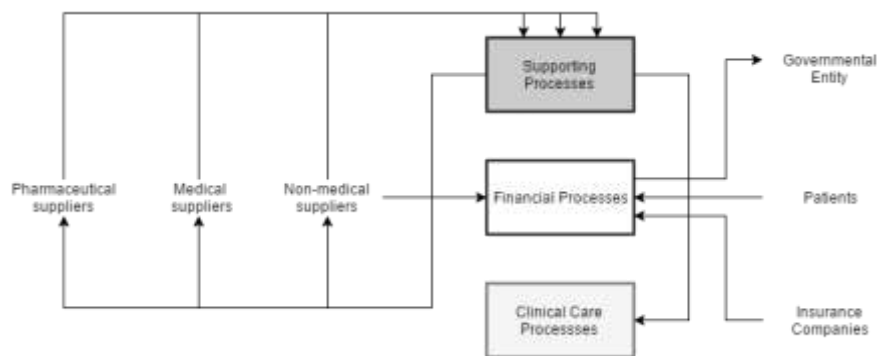 Supporting
Processes
Governmental
Entity
Pharmaceutical
suppliers
Medical
suppliers
Non-medical
suppliers
Financial Processes
Patients
Clinical Care
Processses
Insurance
Companies